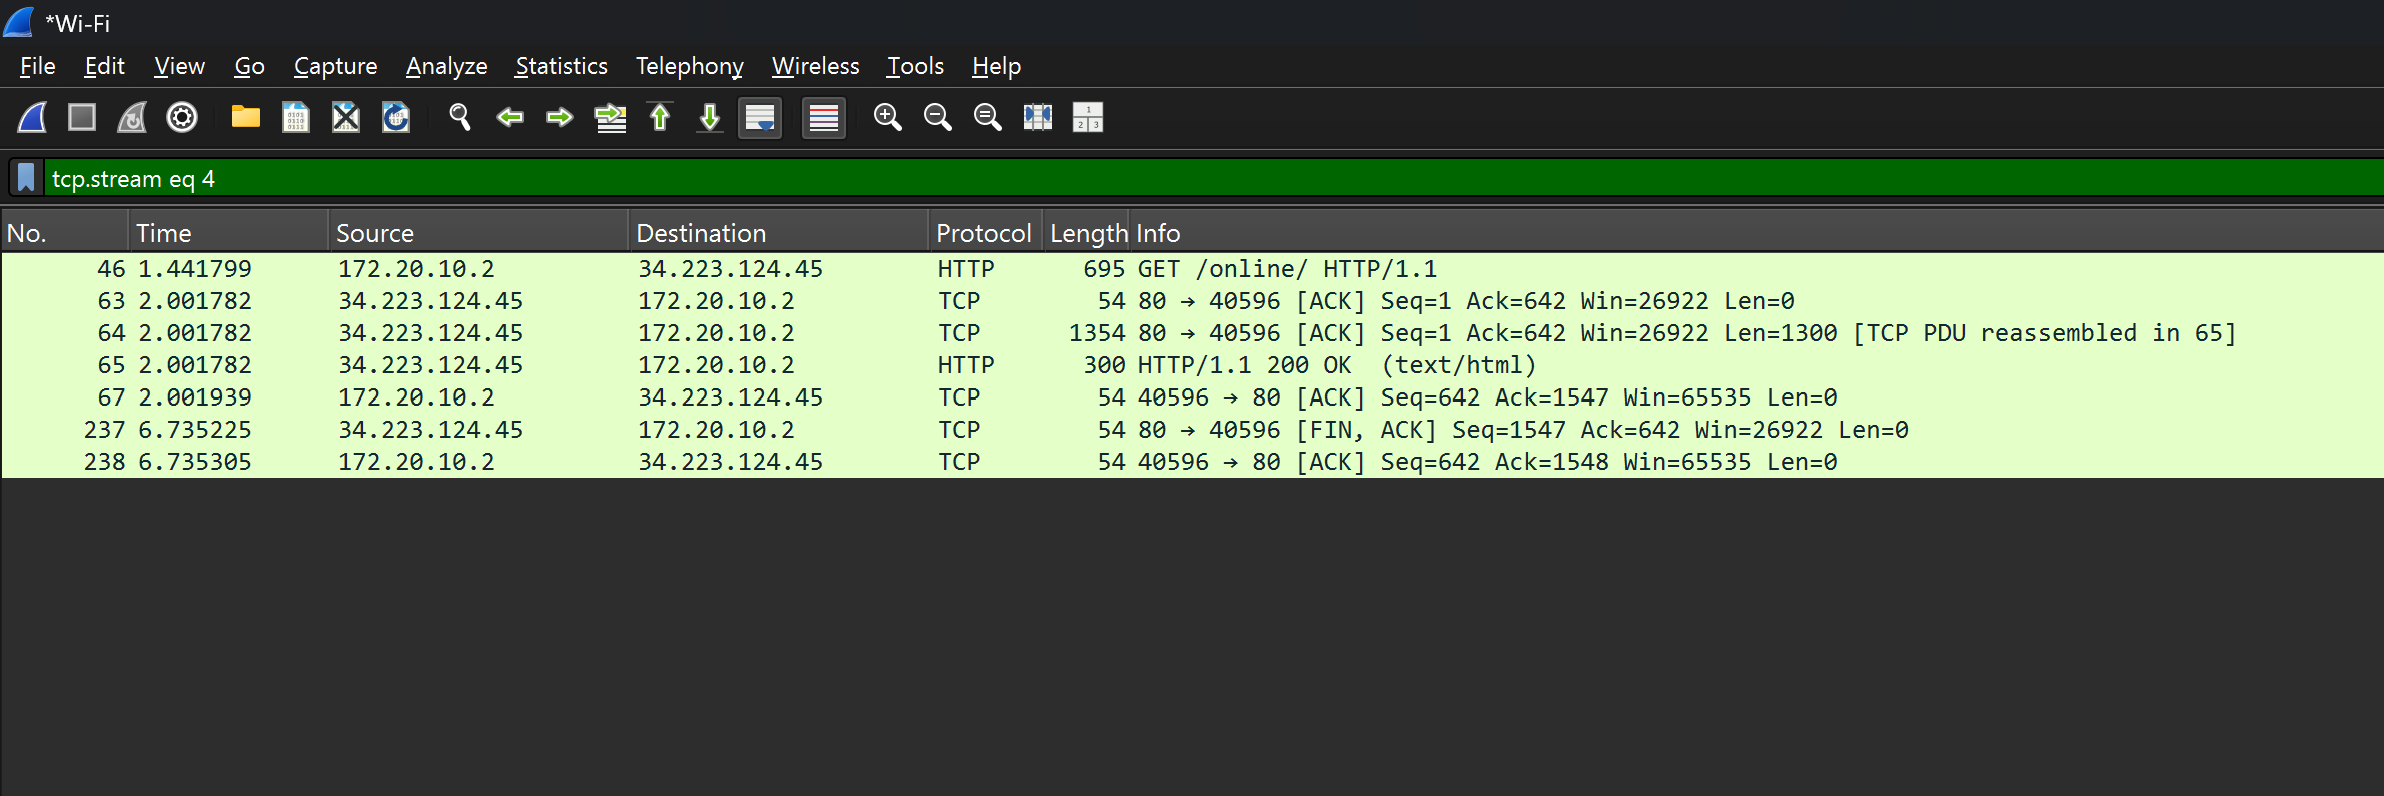 *Wi-Fi
File Edit View Go Capture Analyze Statistics Telephony Wireless Tools Help
tcp.stream eq 4
No. Time Source Destination Protocol Length Info
46 1.441799 172.20.10.2 34.223.124.45 HTTP 695 GET /online/ HTTP/1.1
63 2.001782 34.223.124.45 172.20.10.2 TCP 54 80 → 40596 [ACK] Seq=1 Ack=642 Win=26922 Len=0
64 2.001782 34.223.124.45 172.20.10.2 TCP 1354 80 → 40596 [ACK] Seq=1 Ack=642 Win=26922 Len=1300 [TCP PDU reassembled in 65]
65 2.001782 34.223.124.45 172.20.10.2 HTTP 300 HTTP/1.1 200 OK (text/html)
67 2.001939 172.20.10.2 34.223.124.45 TCP 54 40596 → 80 [ACK] Seq=642 Ack=1547 Win=65535 Len=0
237 6.735225 34.223.124.45 172.20.10.2 TCP 54 80 → 40596 [FIN, ACK] Seq=1547 Ack=642 Win=26922 Len=0
238 6.735305 172.20.10.2 34.223.124.45 TCP 54 40596 → 80 [ACK] Seq=642 Ack=1548 Win=65535 Len=0